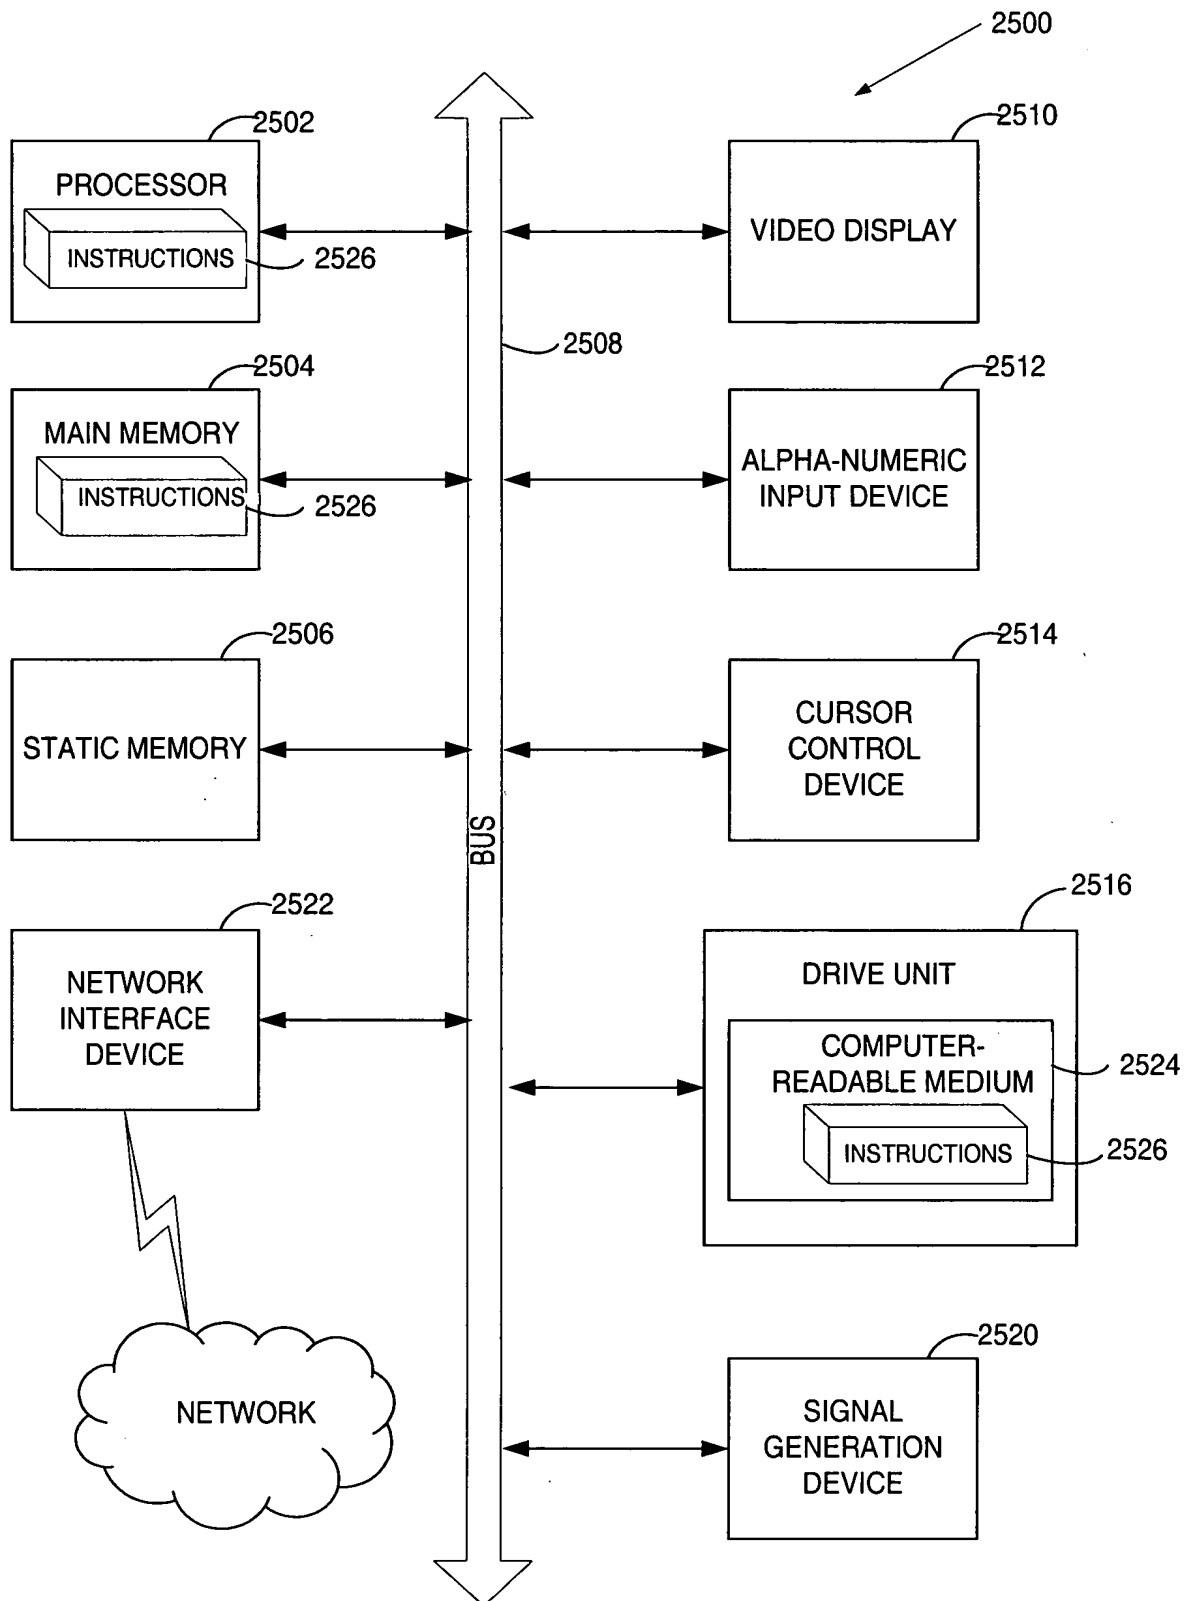 2500
2502
PROCESSOR
INSTRUCTIONS
2526
2504
MAIN MEMORY
INSTRUCTIONS
2526
2506
STATIC MEMORY
2522
NETWORK
INTERFACE
DEVICE
NETWORK
2508
BUS
2510
VIDEO DISPLAY
2512
ALPHA-NUMERIC
INPUT DEVICE
2514
CURSOR
CONTROL
DEVICE
2516
DRIVE UNIT
COMPUTER-
READABLE MEDIUM
2524
INSTRUCTIONS
2526
2520
SIGNAL
GENERATION
DEVICE